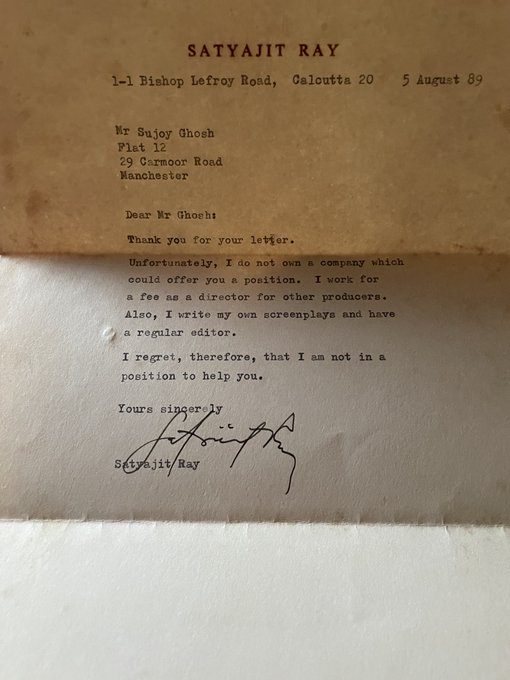 SATYAJIT RAY
1-1 Bishop Lefroy Road, Calcutta 20 5 August 89
Mr Sujoy Ghosh
Flat 12
29 Carmoor Road
Manchester
Dear Mr Ghosh:
Thank you for your letter.
Unfortunately, I do not own a company which
could offer you a position. I work for
a fee as a director for other producers.
Also, I write my own screenplays and have
a regular editor.
I regret, therefore, that I am not in a
position to help you.
Yours sincerely
Satyajit Ray
Satyajit Ray